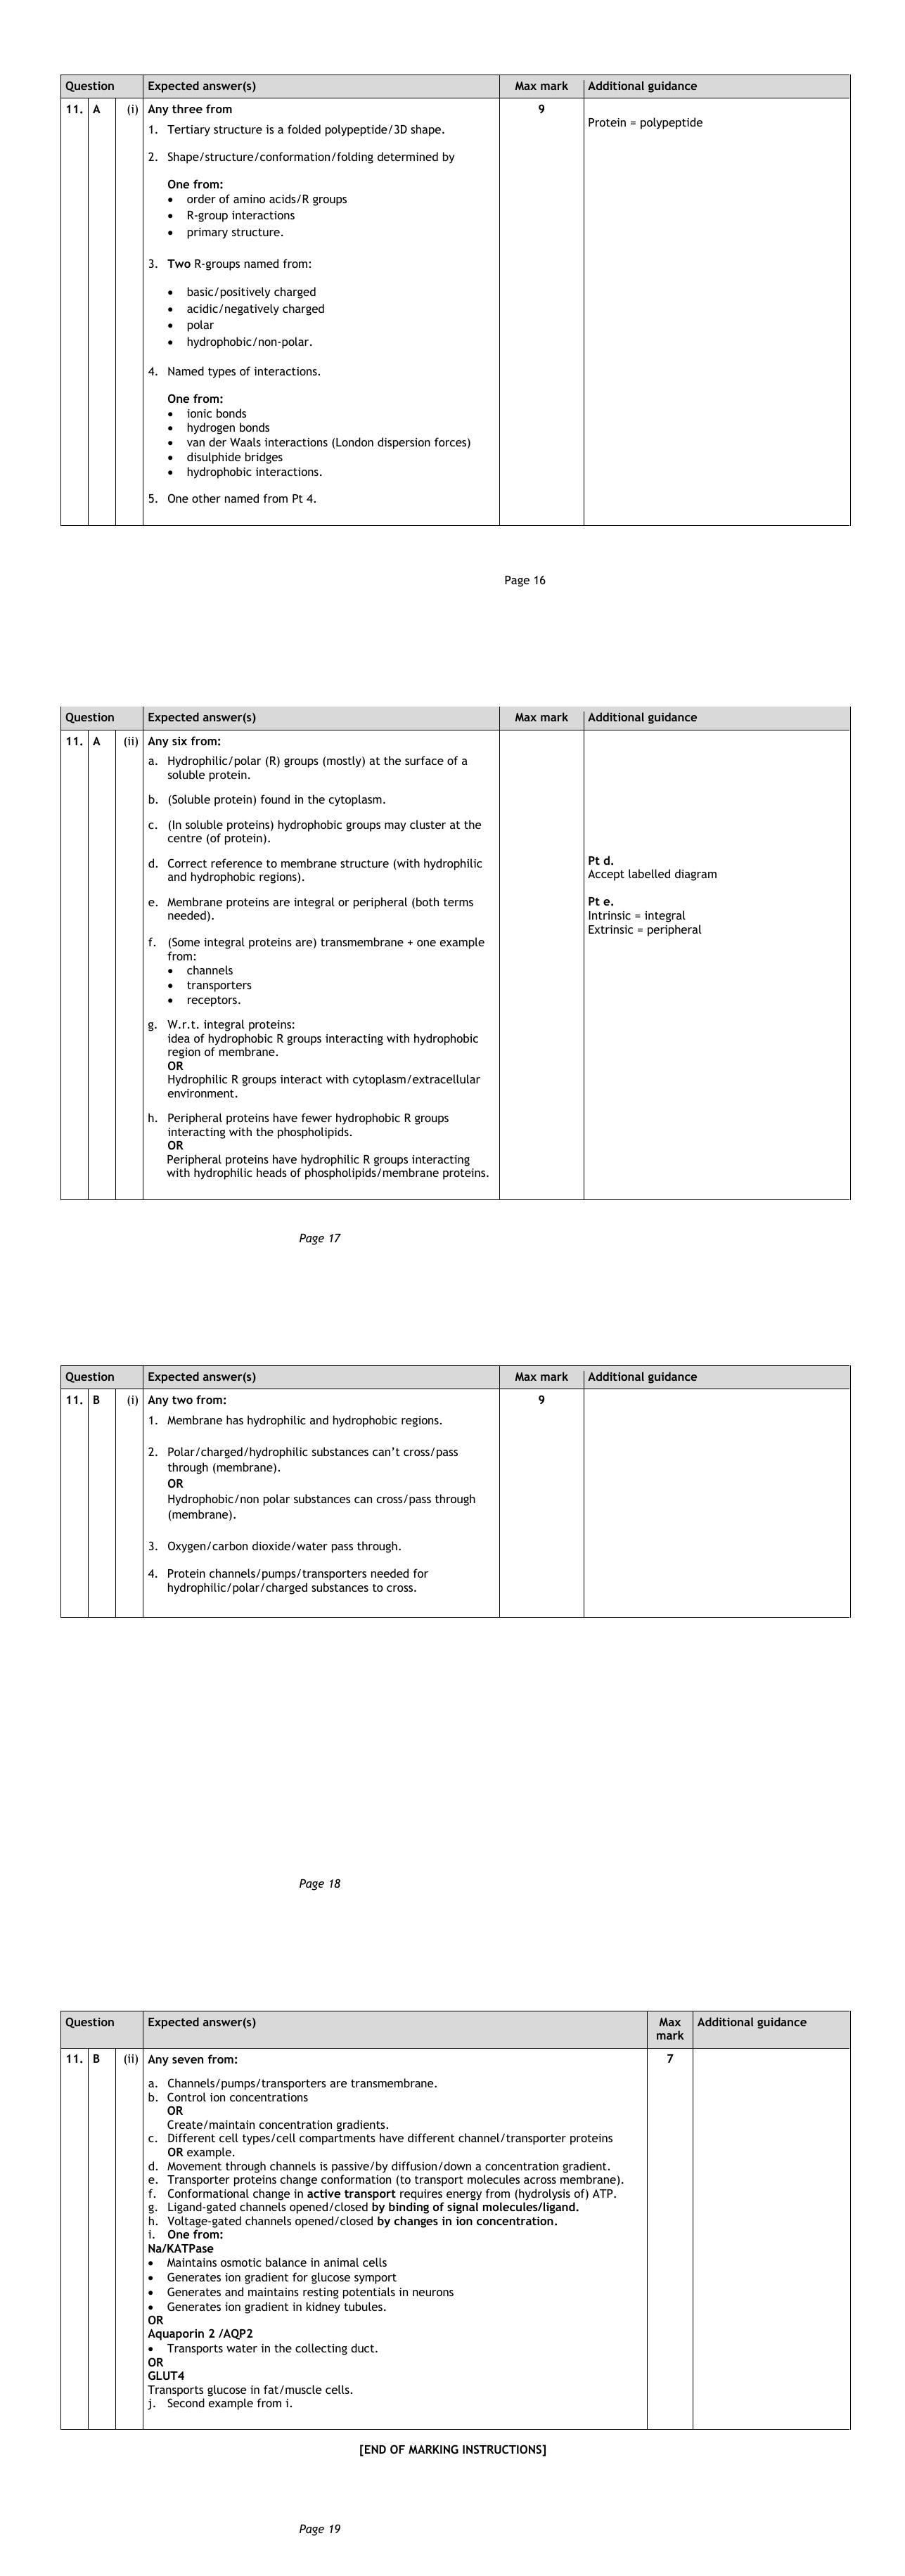 Question Expected answer(s) Max mark Additional guidance
11. A (i) Any three from 9
Protein = polypeptide
1. Tertiary structure is a folded polypeptide/3D shape.
2. Shape/structure/conformation/folding determined by
One from:
• order of amino acids/R groups
• R-group interactions
• primary structure.
3. Two R-groups named from:
• basic/positively charged
• acidic/negatively charged
• polar
• hydrophobic/non-polar.
4. Named types of interactions.
One from:
• ionic bonds
• hydrogen bonds
• van der Waals interactions (London dispersion forces)
• disulphide bridges
• hydrophobic interactions.
5. One other named from Pt 4.
Page 16
Question Expected answer(s) Max mark Additional guidance
11. A (ii) Any six from:
a. Hydrophilic/polar (R) groups (mostly) at the surface of a
soluble protein.
b. (Soluble protein) found in the cytoplasm.
c. (In soluble proteins) hydrophobic groups may cluster at the
centre (of protein).
d. Correct reference to membrane structure (with hydrophilic
and hydrophobic regions).
Pt d.
Accept labelled diagram
e. Membrane proteins are integral or peripheral (both terms
needed).
Pt e.
Intrinsic = integral
Extrinsic = peripheral
f. (Some integral proteins are) transmembrane + one example
from:
• channels
• transporters
• receptors.
g. W.r.t. integral proteins:
idea of hydrophobic R groups interacting with hydrophobic
region of membrane.
OR
Hydrophilic R groups interact with cytoplasm/extracellular
environment.
h. Peripheral proteins have fewer hydrophobic R groups
interacting with the phospholipids.
OR
Peripheral proteins have hydrophilic R groups interacting
with hydrophilic heads of phospholipids/membrane proteins.
Page 17
Question Expected answer(s) Max mark Additional guidance
11. B (i) Any two from: 9
1. Membrane has hydrophilic and hydrophobic regions.
2. Polar/charged/hydrophilic substances can't cross/pass
through (membrane).
OR
Hydrophobic/non polar substances can cross/pass through
(membrane).
3. Oxygen/carbon dioxide/water pass through.
4. Protein channels/pumps/transporters needed for
hydrophilic/polar/charged substances to cross.
Page 18
Question Expected answer(s) Max
mark Additional guidance
11. B (ii) Any seven from: 7
a. Channels/pumps/transporters are transmembrane.
b. Control ion concentrations
OR
Create/maintain concentration gradients.
c. Different cell types/cell compartments have different channel/transporter proteins
OR example.
d. Movement through channels is passive/by diffusion/down a concentration gradient.
e. Transporter proteins change conformation (to transport molecules across membrane).
f. Conformational change in active transport requires energy from (hydrolysis of) ATP.
g. Ligand-gated channels opened/closed by binding of signal molecules/ligand.
h. Voltage-gated channels opened/closed by changes in ion concentration.
i. One from:
Na/KATPase
• Maintains osmotic balance in animal cells
• Generates ion gradient for glucose symport
• Generates and maintains resting potentials in neurons
• Generates ion gradient in kidney tubules.
OR
Aquaporin 2 /AQP2
• Transports water in the collecting duct.
OR
GLUT4
Transports glucose in fat/muscle cells.
j. Second example from i.
[END OF MARKING INSTRUCTIONS]
Page 19